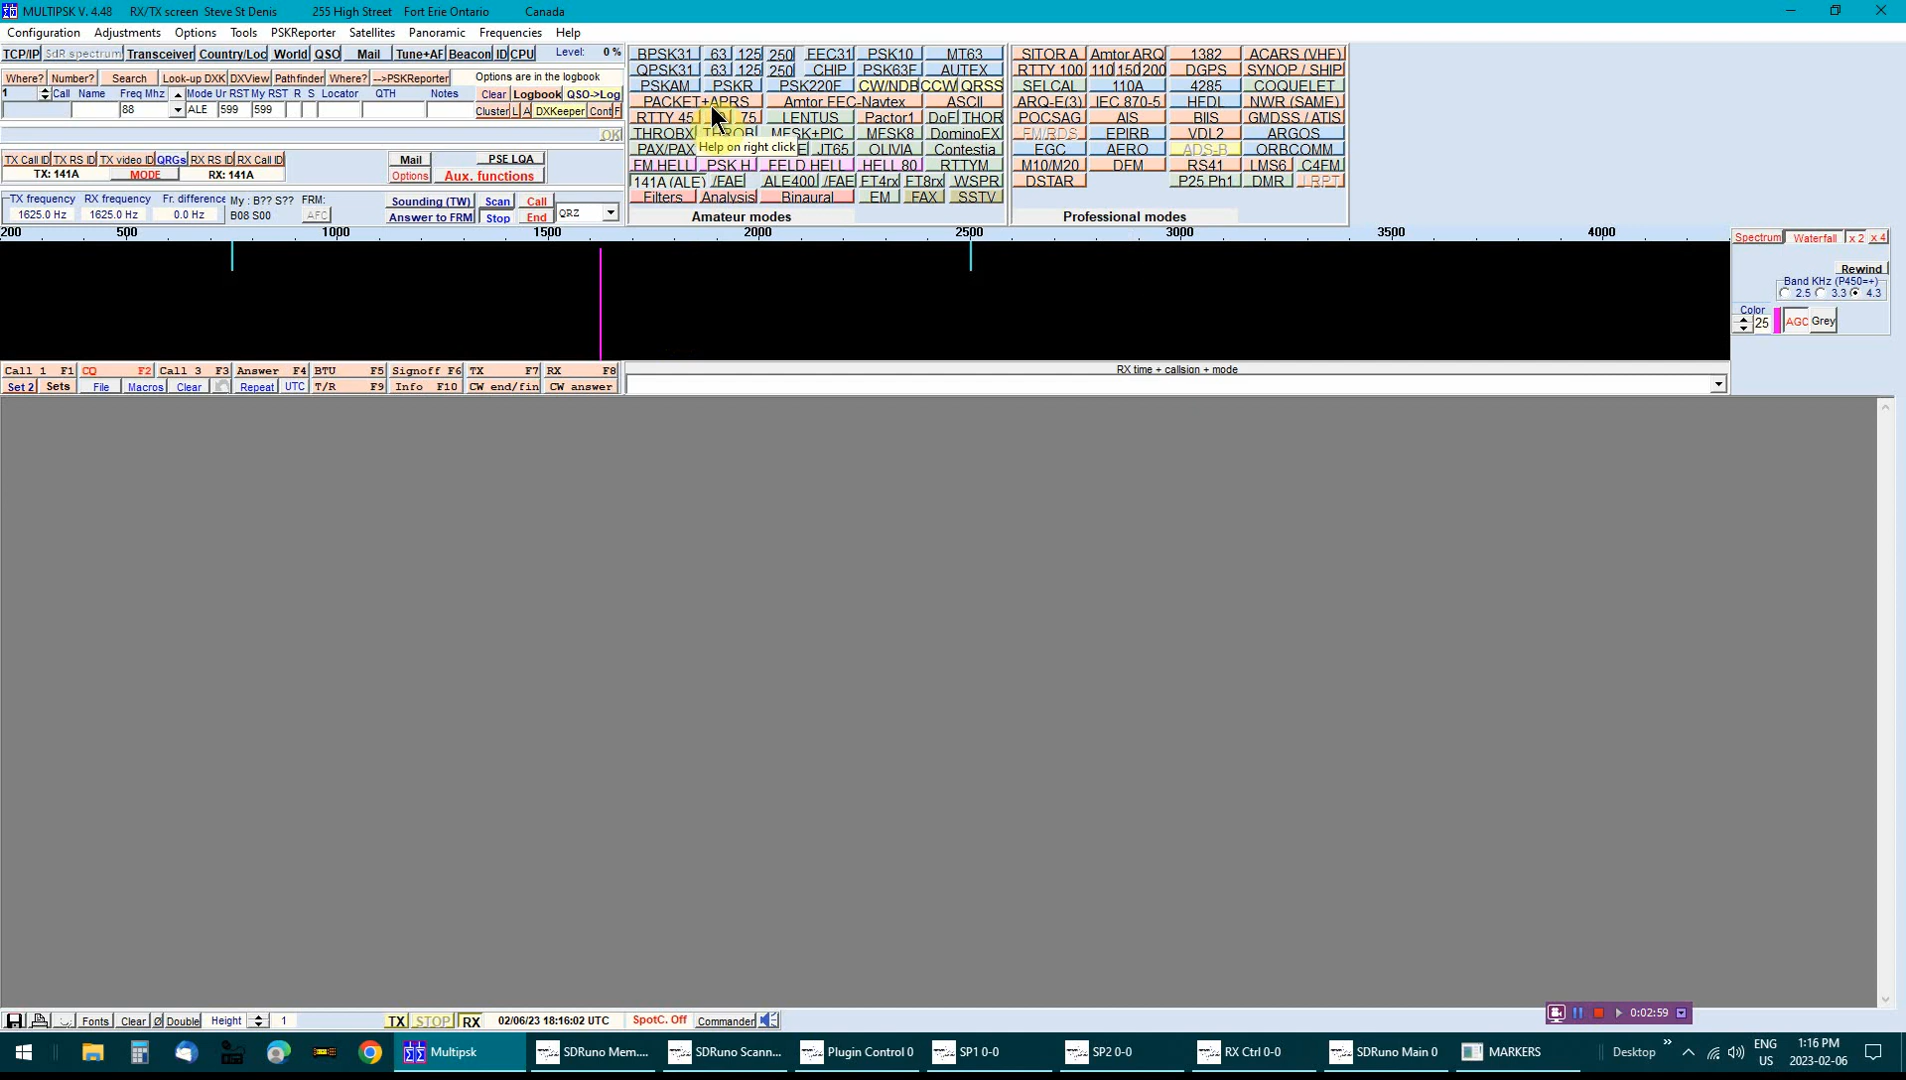 MULTIPSK V. 4.48 RX/TX screen Steve St Denis 255 High Street Fort Erie Ontario Canada
Configuration Adjustments Options Tools PSKReporter Satellites Panoramic Frequencies Help
TCP/IP SdR spectrum Transceiver Country/Loc World QSO Mail Tune+AF Beacon ID CPU Level: 0 %
Where? Number? Search Look-up DXK DXView Pathfinder Where? -->PSKReporter Options are in the logbook
1 Call Name Freq Mhz Mode Ur RST My RST R S Locator QTH Notes Clear Logbook QSO->Log
88 ALE 599 599 Cluster L A DXKeeper Cont F
OK
TX Call ID TX RS ID TX video ID QRGs RX RS ID RX Call ID Mail PSE LQA
TX: 141A MODE RX: 141A Options Aux. functions
TX frequency RX frequency Fr. difference My : B?? S?? FRM: Sounding (TW) Scan Call
1625.0 Hz 1625.0 Hz 0.0 Hz B08 S00 AFC Answer to FRM Stop End QRZ
BPSK31 63 125 250 FEC31 PSK10 MT63
QPSK31 63 125 250 CHIP PSK63F AUTEX
PSKAM PSKR PSK220F CW/NDB CCW QRSS
PACKET+APRS Amtor FEC-Navtex ASCII
RTTY 45 75 LENTUS Pactor1 DoF THOR
THROBX THROB MFSK+PIC MFSK8 DominoEX
PAX/PAX JT65 OLIVIA Contestia
Help on right click
FM HELL PSK H FELD HELL HELL 80 RTTYM
141A (ALE) /FAE ALE400 /FAE FT4rx FT8rx WSPR
Filters Analysis Binaural EM FAX SSTV
Amateur modes
SITOR A Amtor ARQ 1382 ACARS (VHF)
RTTY 100 110 150 200 DGPS SYNOP / SHIP
SELCAL 110A 4285 COQUELET
ARQ-E(3) IEC 870-5 HFDL NWR (SAME)
POCSAG AIS BIIS GMDSS / ATIS
FM/RDS EPIRB VDL2 ARGOS
EGC AERO ADS-B ORBCOMM
M10/M20 DFM RS41 LMS6 C4FM
DSTAR P25 Ph1 DMR LRPT
Professional modes
200 500 1000 1500 2000 2500 3000 3500 4000
Spectrum Waterfall x 2 x 4
Rewind
Band KHz (P450=+)
2.5 3.3 4.3
Color
25 AGC Grey
Call 1 F1 CQ F2 Call 3 F3 Answer F4 BTU F5 Signoff F6 TX F7 RX F8 RX time + callsign + mode
Set 2 Sets File Macros Clear Repeat UTC T/R F9 Info F10 CW end/fin CW answer
Fonts Clear Ø Double Height 1 TX STOP RX 02/06/23 18:16:02 UTC SpotC. Off Commander
0:02:59
Multipsk SDRuno Mem.... SDRuno Scann... Plugin Control 0 SP1 0-0 SP2 0-0 RX Ctrl 0-0 SDRuno Main 0 MARKERS Desktop » ENG 1:16 PM
US 2023-02-06